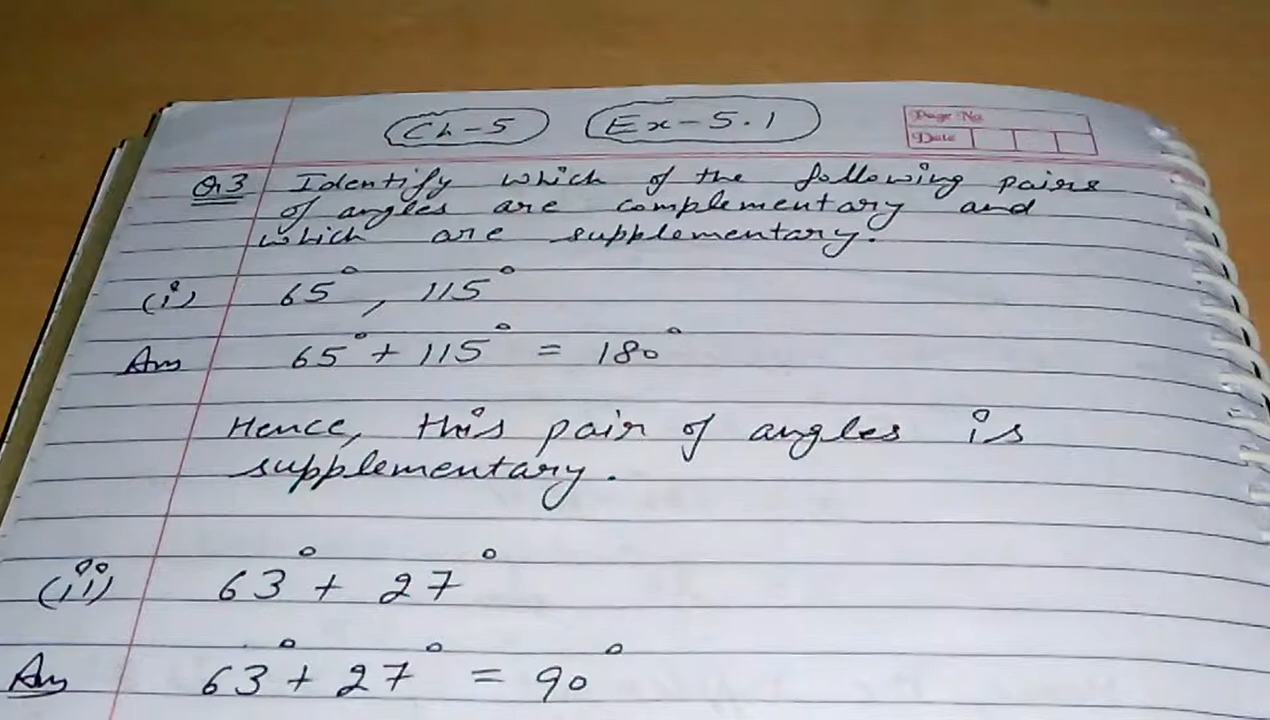 Ch-5 Ex-5.1
Page No.
Date
Q.3 Identify which of the following pairs
of angles are complementary and
which are supplementary.
(i) 65°, 115°
Ans 65° + 115° = 180°
Hence, this pair of angles is
supplementary.
(ii) 63° + 27°
Ans 63° + 27° = 90°